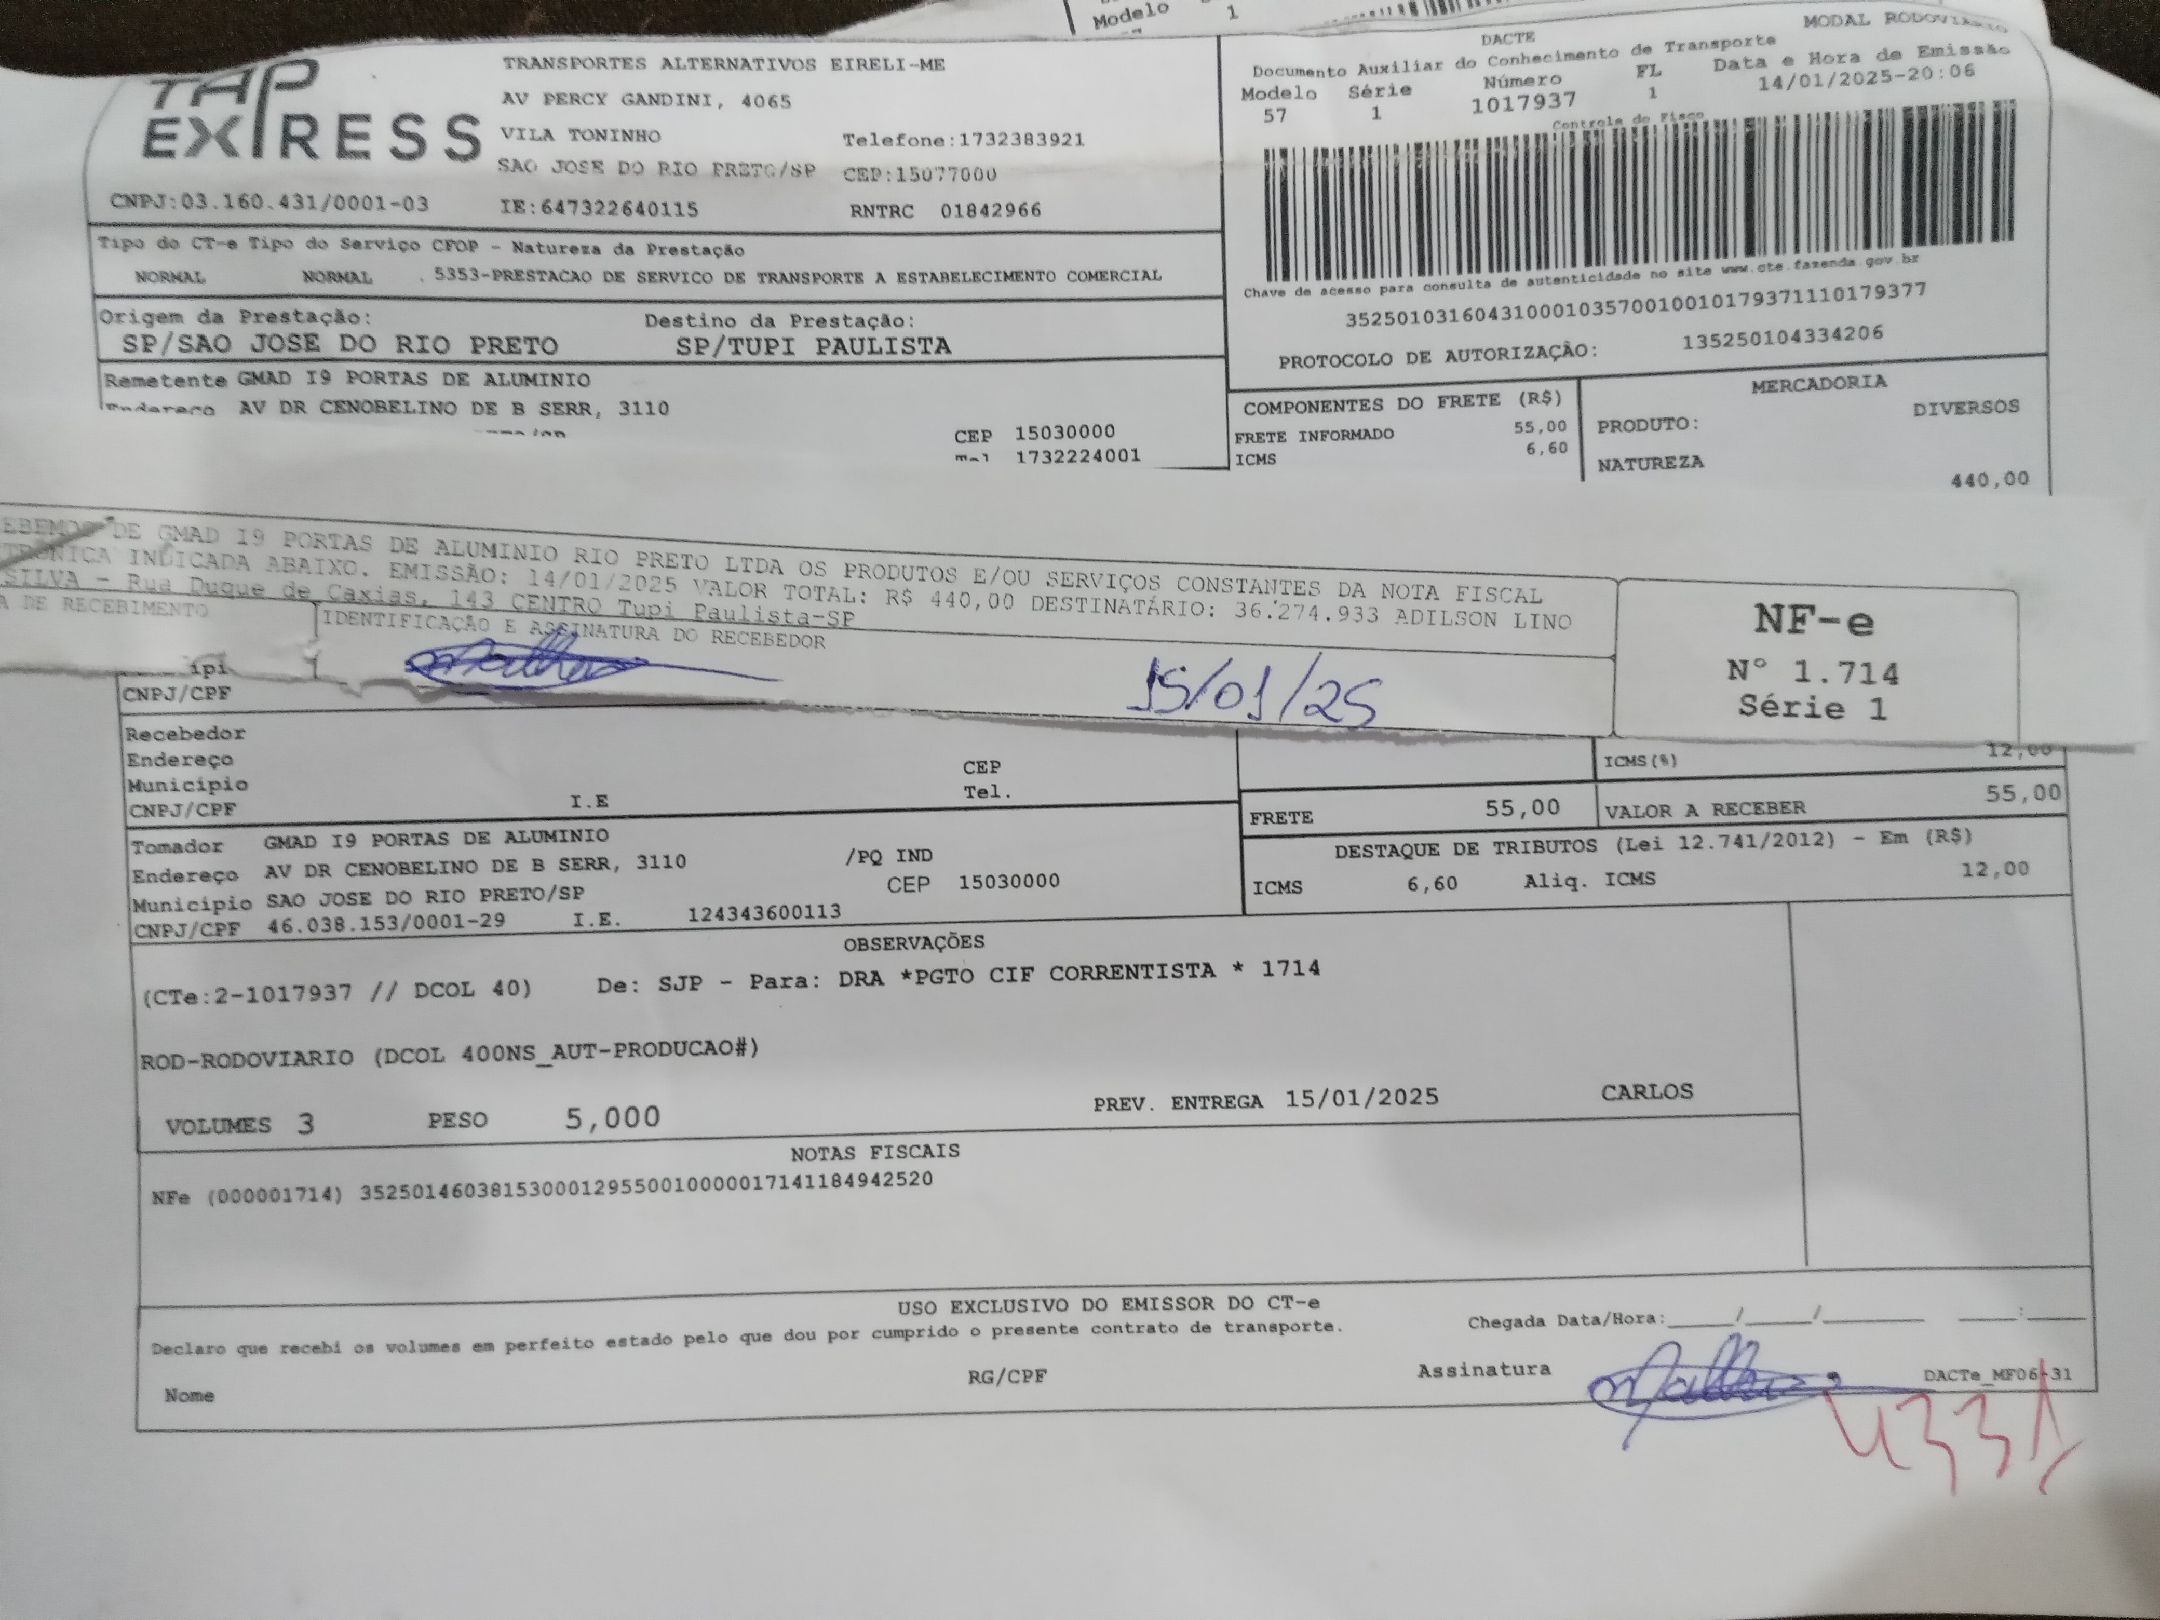 Modelo 1
TAP EXPRESS
TRANSPORTES ALTERNATIVOS EIRELI-ME
AV PERCY GANDINI, 4065
VILA TONINHO Telefone:1732383921
SAO JOSE DO RIO PRETO/SP CEP:15077000
CNPJ:03.160.431/0001-03 IE:647322640115 RNTRC 01842966
MODAL RODOVIARIO
DACTE
Documento Auxiliar do Conhecimento de Transporte
Modelo Série Número FL Data e Hora de Emissão
57 1 1017937 1 14/01/2025-20:06
Controle do Fisco
Chave de acesso para consulta de autenticidade no site www.cte.fazenda.gov.br
35250103160431000103570010010179371110179377
PROTOCOLO DE AUTORIZAÇÃO: 135250104334206
Tipo do CT-e Tipo do Serviço CFOP - Natureza da Prestação
NORMAL NORMAL . 5353-PRESTACAO DE SERVICO DE TRANSPORTE A ESTABELECIMENTO COMERCIAL
Origem da Prestação: Destino da Prestação:
SP/SAO JOSE DO RIO PRETO SP/TUPI PAULISTA
Remetente GMAD I9 PORTAS DE ALUMINIO
Endereço AV DR CENOBELINO DE B SERR, 3110
CEP 15030000
Tel 1732224001
COMPONENTES DO FRETE (R$)
FRETE INFORMADO 55,00
ICMS 6,60
MERCADORIA
PRODUTO: DIVERSOS
NATUREZA
440,00
DE GMAD I9 PORTAS DE ALUMINIO RIO PRETO LTDA OS PRODUTOS E/OU SERVIÇOS CONSTANTES DA NOTA FISCAL
INDICADA ABAIXO. EMISSÃO: 14/01/2025 VALOR TOTAL: R$ 440,00 DESTINATÁRIO: 36.274.933 ADILSON LINO
SILVA - Rua Duque de Caxias, 143 CENTRO Tupi Paulista-SP
A DE RECEBIMENTO IDENTIFICAÇÃO E ASSINATURA DO RECEBEDOR
15/01/25
NF-e
Nº 1.714
Série 1
CNPJ/CPF
Recebedor
Endereço
Municipio CEP
CNPJ/CPF I.E Tel.
ICMS(%) 12,00
FRETE 55,00 VALOR A RECEBER 55,00
Tomador GMAD I9 PORTAS DE ALUMINIO
Endereço AV DR CENOBELINO DE B SERR, 3110 /PQ IND
Municipio SAO JOSE DO RIO PRETO/SP CEP 15030000
CNPJ/CPF 46.038.153/0001-29 I.E. 124343600113
DESTAQUE DE TRIBUTOS (Lei 12.741/2012) - Em (R$)
ICMS 6,60 Aliq. ICMS 12,00
OBSERVAÇÕES
(CTe:2-1017937 // DCOL 40) De: SJP - Para: DRA *PGTO CIF CORRENTISTA * 1714
ROD-RODOVIARIO (DCOL 400NS_AUT-PRODUCAO#)
VOLUMES 3 PESO 5,000 PREV. ENTREGA 15/01/2025 CARLOS
NOTAS FISCAIS
NFe (000001714) 35250146038153000129550010000017141184942520
USO EXCLUSIVO DO EMISSOR DO CT-e
Declaro que recebi os volumes em perfeito estado pelo que dou por cumprido o presente contrato de transporte.
Chegada Data/Hora:_____/_____/________ _____:_____
Nome RG/CPF Assinatura DACTe_MF06-31
4331